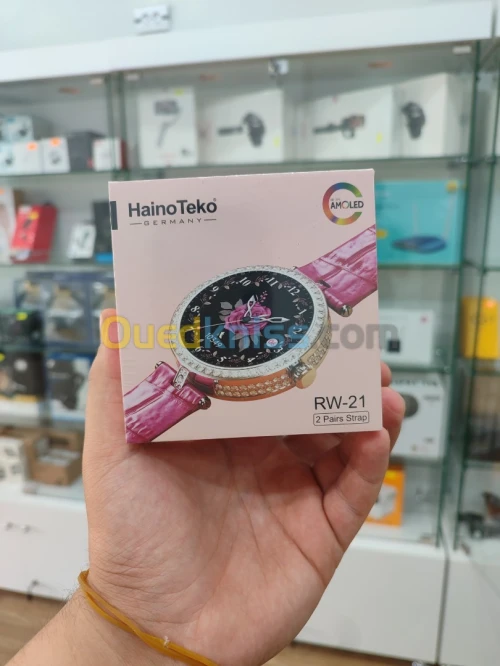 HainoTeko
GERMANY
AMOLED
Ouedkniss.com
RW-21
2 Pairs Strap